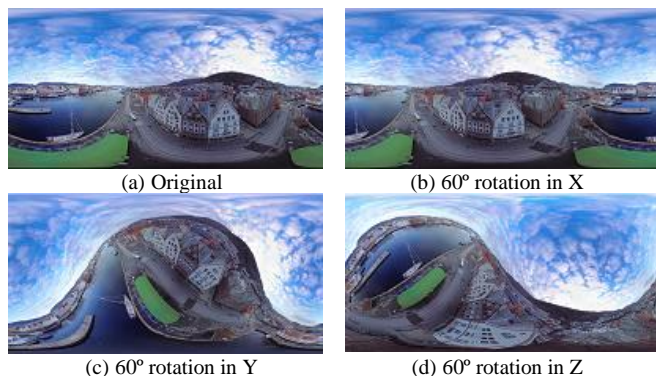 (a) Original
(b) 60º rotation in X
(c) 60º rotation in Y
(d) 60º rotation in Z